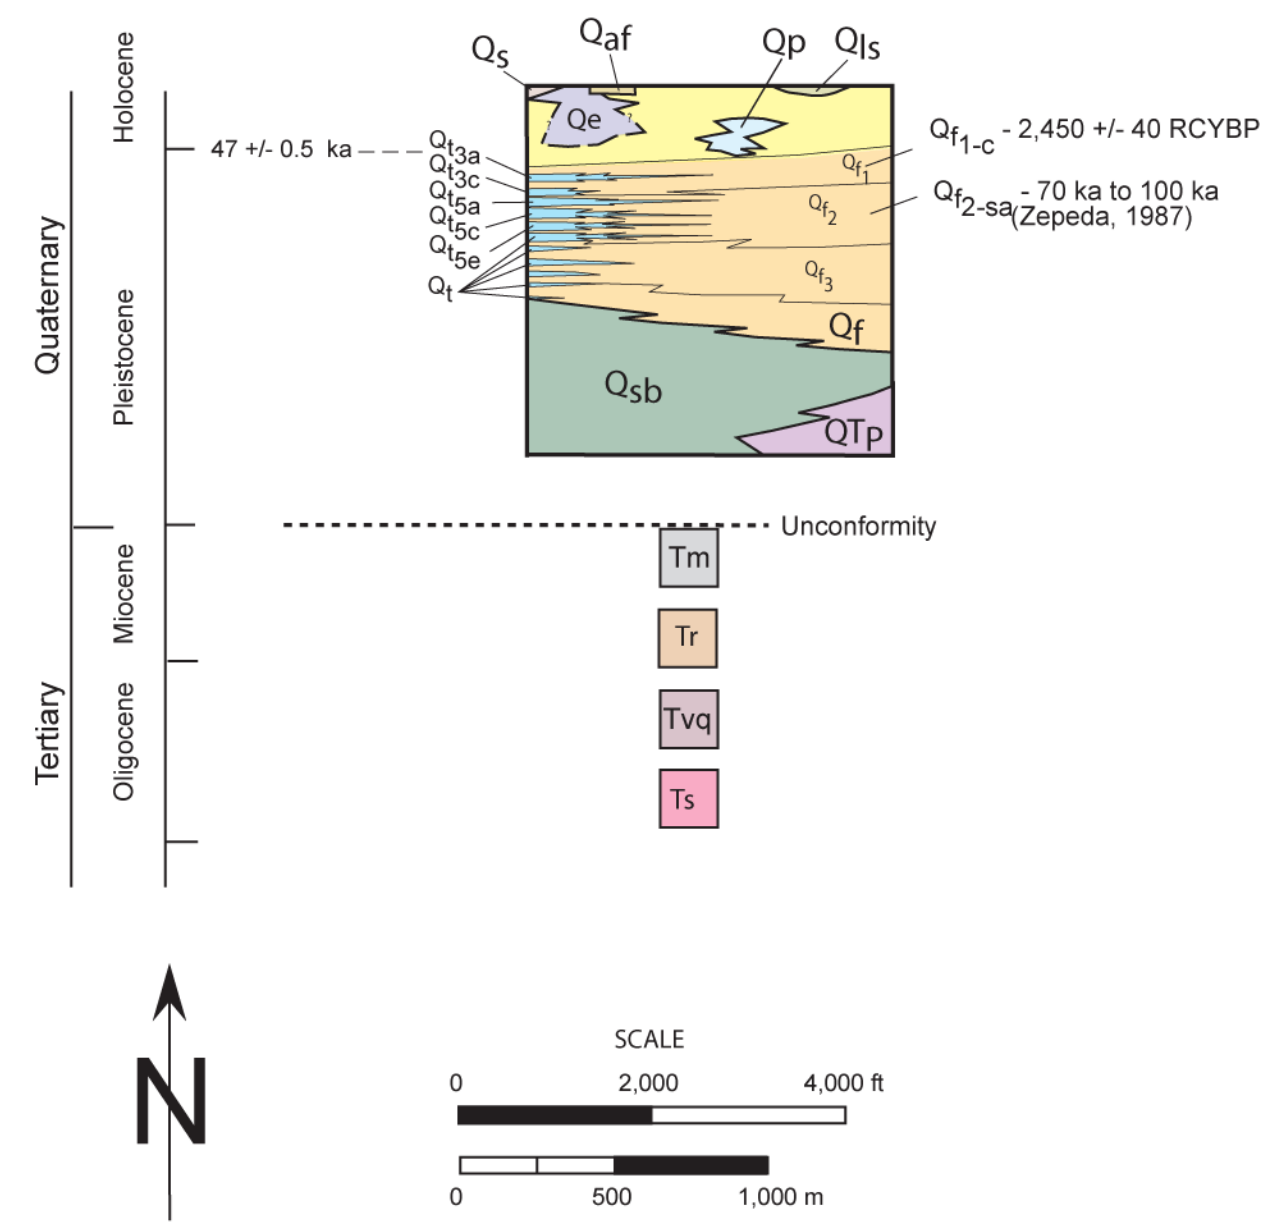 Quaternary
Tertiary
Holocene
Pleistocene
Miocene
Oligocene
47 +/- 0.5 ka
Qs
Qaf
Qp
Qls
Qe
?
?
Qt3a
Qt3c
Qt5a
Qt5c
Qt5e
Qt
Qf1
Qf2
Qf3
Qf
Qsb
QTp
Qf1-c - 2,450 +/- 40 RCYBP
Qf2-sa - 70 ka to 100 ka
(Zepeda, 1987)
Unconformity
Tm
Tr
Tvq
Ts
N
SCALE
0 2,000 4,000 ft
0 500 1,000 m